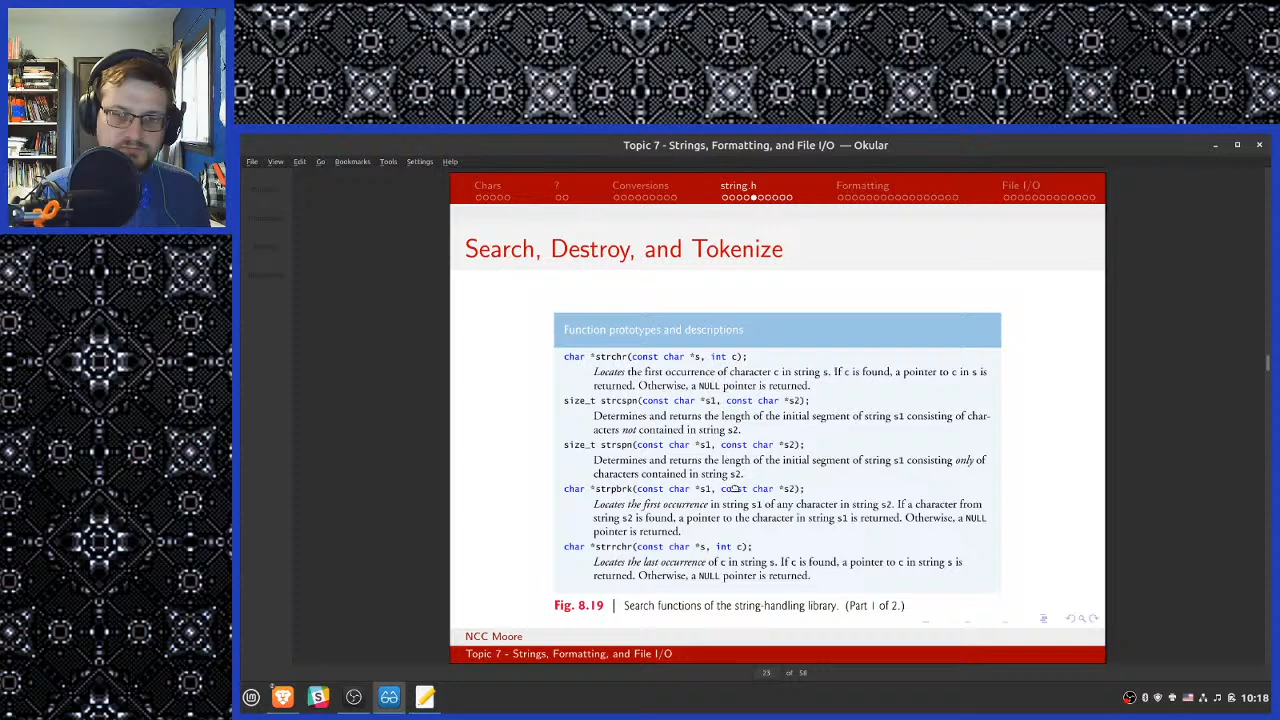 Topic 7 - Strings, Formatting, and File I/O — Okular
File View Edit Go Bookmarks Tools Settings Help
Chars ? Conversions string.h Formatting File I/O
Search, Destroy, and Tokenize
Function prototypes and descriptions
char *strchr(const char *s, int c);
Locates the first occurrence of character c in string s. If c is found, a pointer to c in s is
returned. Otherwise, a NULL pointer is returned.
size_t strcspn(const char *s1, const char *s2);
Determines and returns the length of the initial segment of string s1 consisting of char-
acters not contained in string s2.
size_t strspn(const char *s1, const char *s2);
Determines and returns the length of the initial segment of string s1 consisting only of
characters contained in string s2.
char *strpbrk(const char *s1, const char *s2);
Locates the first occurrence in string s1 of any character in string s2. If a character from
string s2 is found, a pointer to the character in string s1 is returned. Otherwise, a NULL
pointer is returned.
char *strrchr(const char *s, int c);
Locates the last occurrence of c in string s. If c is found, a pointer to c in string s is
returned. Otherwise, a NULL pointer is returned.
Fig. 8.19 | Search functions of the string-handling library. (Part 1 of 2.)
NCC Moore
Topic 7 - Strings, Formatting, and File I/O
23 of 58
10:18